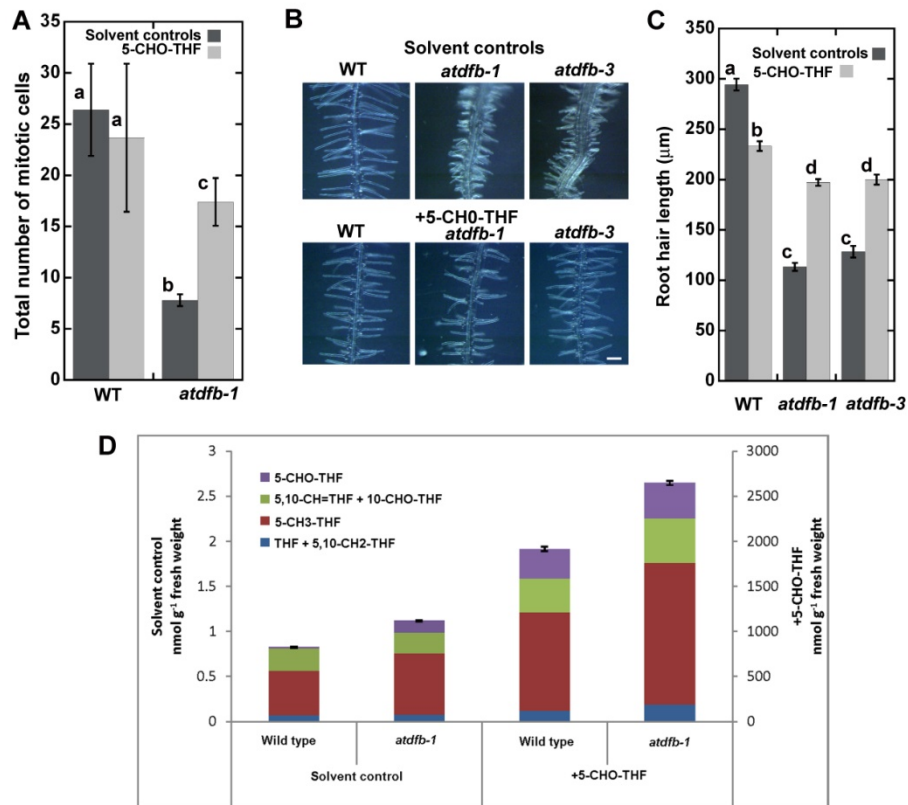 A
Solvent controls
5-CHO-THF
35
30
25
20
15
10
5
0
Total number of mitotic cells
a
a
b
c
WT
atdfb-1
B
Solvent controls
WT
atdfb-1
atdfb-3
+5-CH0-THF
WT
atdfb-1
atdfb-3
C
Solvent controls
5-CHO-THF
350
300
250
200
150
100
50
0
Root hair length (μm)
a
b
c
d
c
d
WT
atdfb-1
atdfb-3
D
5-CHO-THF
5,10-CH=THF + 10-CHO-THF
5-CH3-THF
THF + 5,10-CH2-THF
Solvent control
nmol g⁻¹ fresh weight
3
2.5
2
1.5
1
0.5
0
3000
2500
2000
1500
1000
500
0
+5-CHO-THF
nmol g⁻¹ fresh weight
Wild type
atdfb-1
Wild type
atdfb-1
Solvent control
+5-CHO-THF